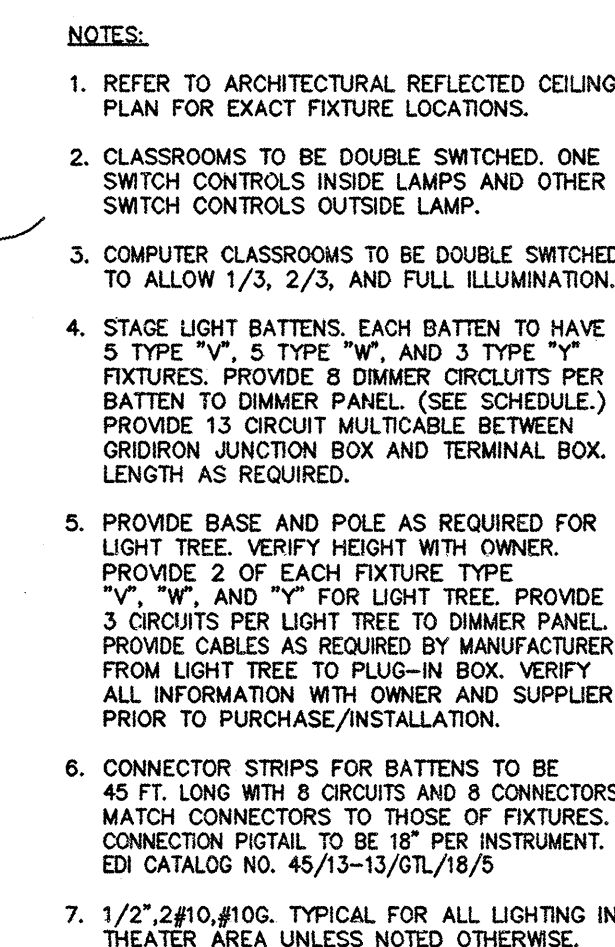 NOTES:
1. REFER TO ARCHITECTURAL REFLECTED CEILING
PLAN FOR EXACT FIXTURE LOCATIONS.
2. CLASSROOMS TO BE DOUBLE SWITCHED. ONE
SWITCH CONTROLS INSIDE LAMPS AND OTHER
SWITCH CONTROLS OUTSIDE LAMP.
3. COMPUTER CLASSROOMS TO BE DOUBLE SWITCHED
TO ALLOW 1/3, 2/3, AND FULL ILLUMINATION.
4. STAGE LIGHT BATTENS. EACH BATTEN TO HAVE
5 TYPE "V", 5 TYPE "W", AND 3 TYPE "Y"
FIXTURES. PROVIDE 8 DIMMER CIRCLUITS PER
BATTEN TO DIMMER PANEL. (SEE SCHEDULE.)
PROVIDE 13 CIRCUIT MULTICABLE BETWEEN
GRIDIRON JUNCTION BOX AND TERMINAL BOX.
LENGTH AS REQUIRED.
5. PROVIDE BASE AND POLE AS REQUIRED FOR
LIGHT TREE. VERIFY HEIGHT WITH OWNER.
PROVIDE 2 OF EACH FIXTURE TYPE
"V", "W", AND "Y" FOR LIGHT TREE. PROVIDE
3 CIRCUITS PER LIGHT TREE TO DIMMER PANEL.
PROVIDE CABLES AS REQUIRED BY MANUFACTURER
FROM LIGHT TREE TO PLUG-IN BOX. VERIFY
ALL INFORMATION WITH OWNER AND SUPPLIER
PRIOR TO PURCHASE/INSTALLATION.
6. CONNECTOR STRIPS FOR BATTENS TO BE
45 FT. LONG WITH 8 CIRCUITS AND 8 CONNECTORS
MATCH CONNECTORS TO THOSE OF FIXTURES.
CONNECTION PIGTAIL TO BE 18" PER INSTRUMENT.
EDI CATALOG NO. 45/13-13/GTL/18/5
7. 1/2",2#10,#10G. TYPICAL FOR ALL LIGHTING IN
THEATER AREA UNLESS NOTED OTHERWISE.